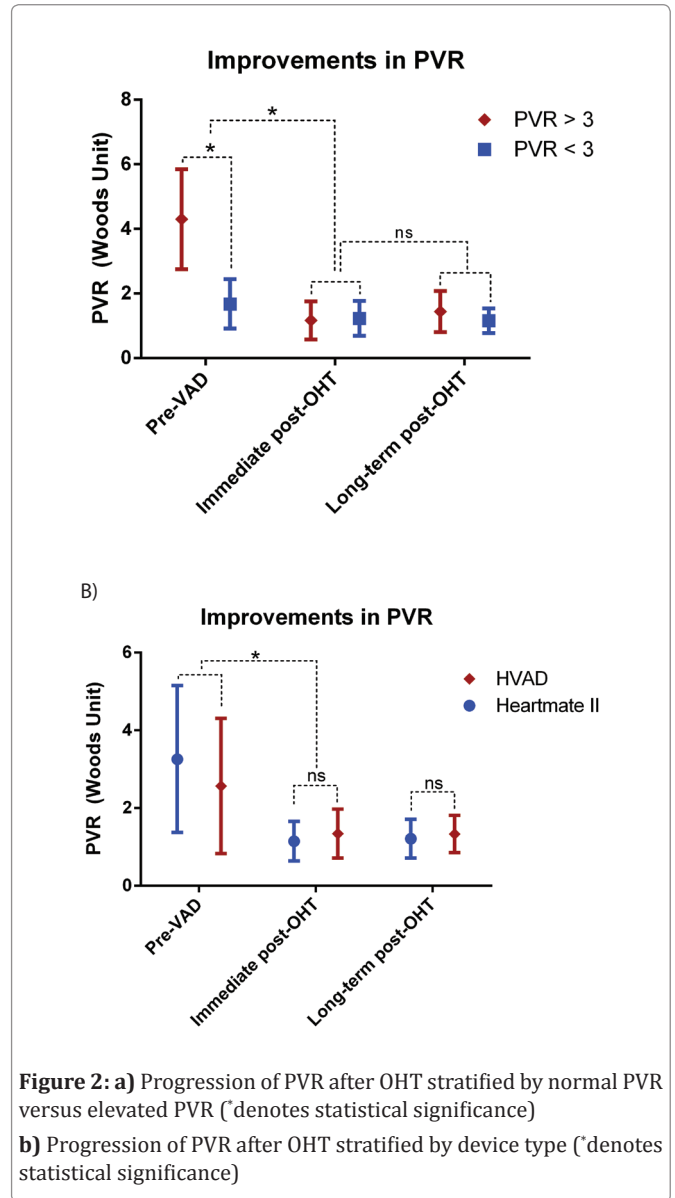 Improvements in PVR
8
6
4
2
0
PVR (Woods Unit)
*
*
ns
PVR > 3
PVR < 3
Pre-VAD
Immediate post-OHT
Long-term post-OHT
B)
Improvements in PVR
6
4
2
0
PVR (Woods Unit)
*
ns
ns
HVAD
Heartmate II
Pre-VAD
Immediate post-OHT
Long-term post-OHT
Figure 2: a) Progression of PVR after OHT stratified by normal PVR
versus elevated PVR (*denotes statistical significance)
b) Progression of PVR after OHT stratified by device type (*denotes
statistical significance)